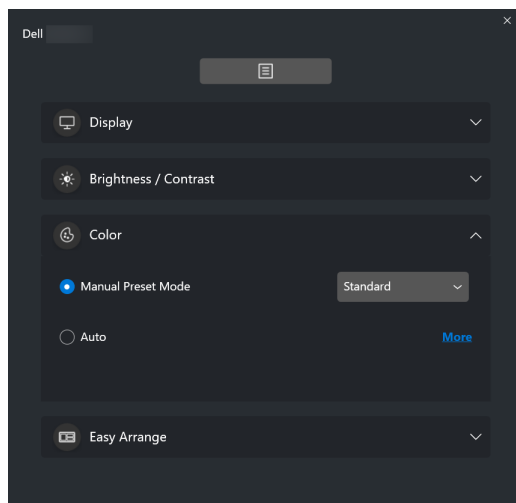 Dell
Display
Brightness / Contrast
Color
Manual Preset Mode Standard
Auto More
Easy Arrange